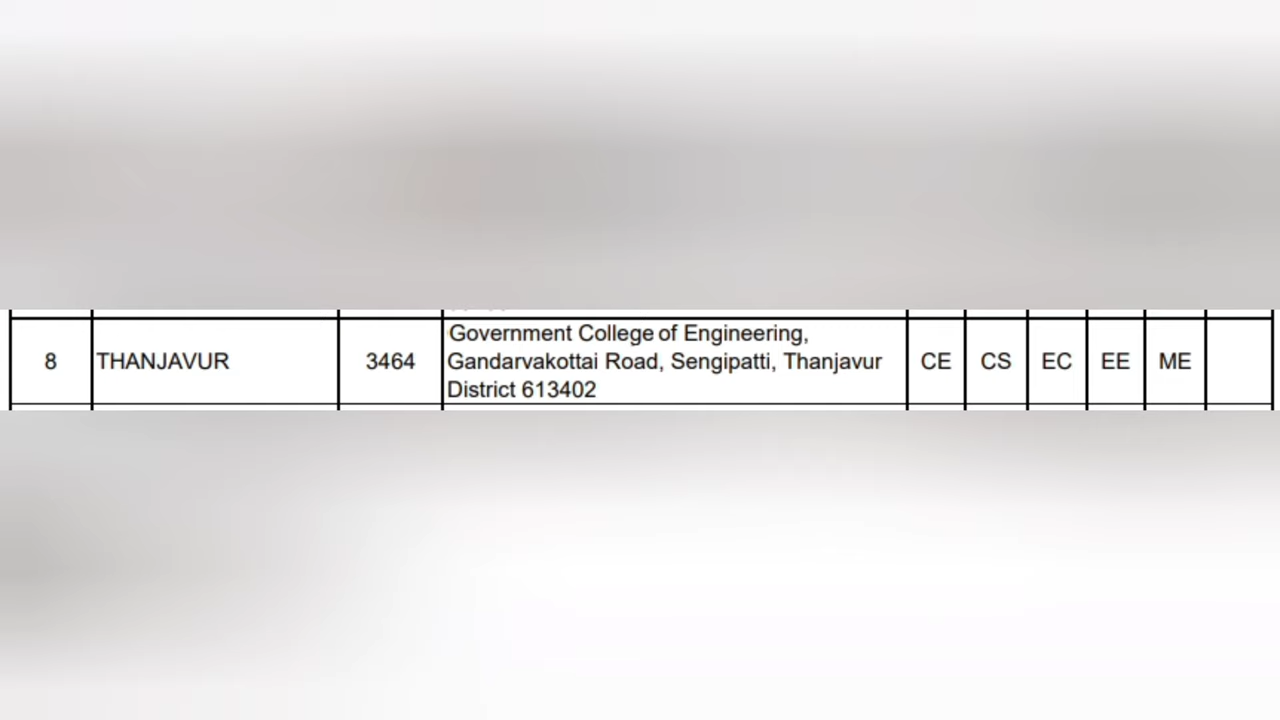 8 THANJAVUR 3464 Government College of Engineering,
Gandarvakottai Road, Sengipatti, Thanjavur
District 613402 CE CS EC EE ME